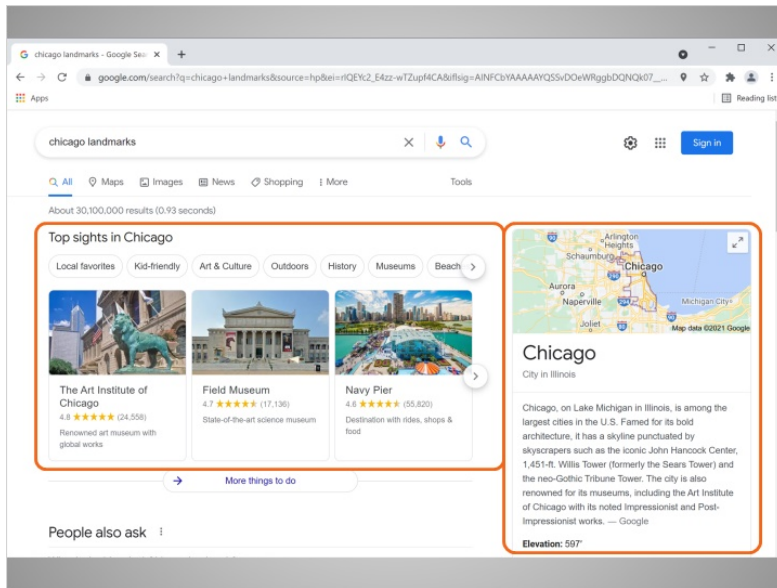 chicago landmarks - Google Sear
google.com/search?q=chicago+landmarks&source=hp&ei=
Apps
Reading list
chicago landmarks
Sign in
All Maps Images News Shopping More Tools
About 30,100,000 results (0.93 seconds)
Top sights in Chicago
Local favorites Kid-friendly Art & Culture Outdoors History Museums Beach
The Art Institute of
Chicago
4.8 (24,558)
Renowned art museum with
global works
Field Museum
4.7 (17,136)
State-of-the-art science museum
Navy Pier
4.6 (55,820)
Destination with rides, shops &
food
More things to do
People also ask
Arlington
Heights
Schaumburg
Chicago
Aurora
Naperville
Michigan City
Joliet
Map data ©2021 Google
Chicago
City in Illinois
Chicago, on Lake Michigan in Illinois, is among the
largest cities in the U.S. Famed for its bold
architecture, it has a skyline punctuated by
skyscrapers such as the iconic John Hancock Center,
1,451-ft. Willis Tower (formerly the Sears Tower) and
the neo-Gothic Tribune Tower. The city is also
renowned for its museums, including the Art Institute
of Chicago with its noted Impressionist and Post-
Impressionist works. — Google
Elevation: 597′